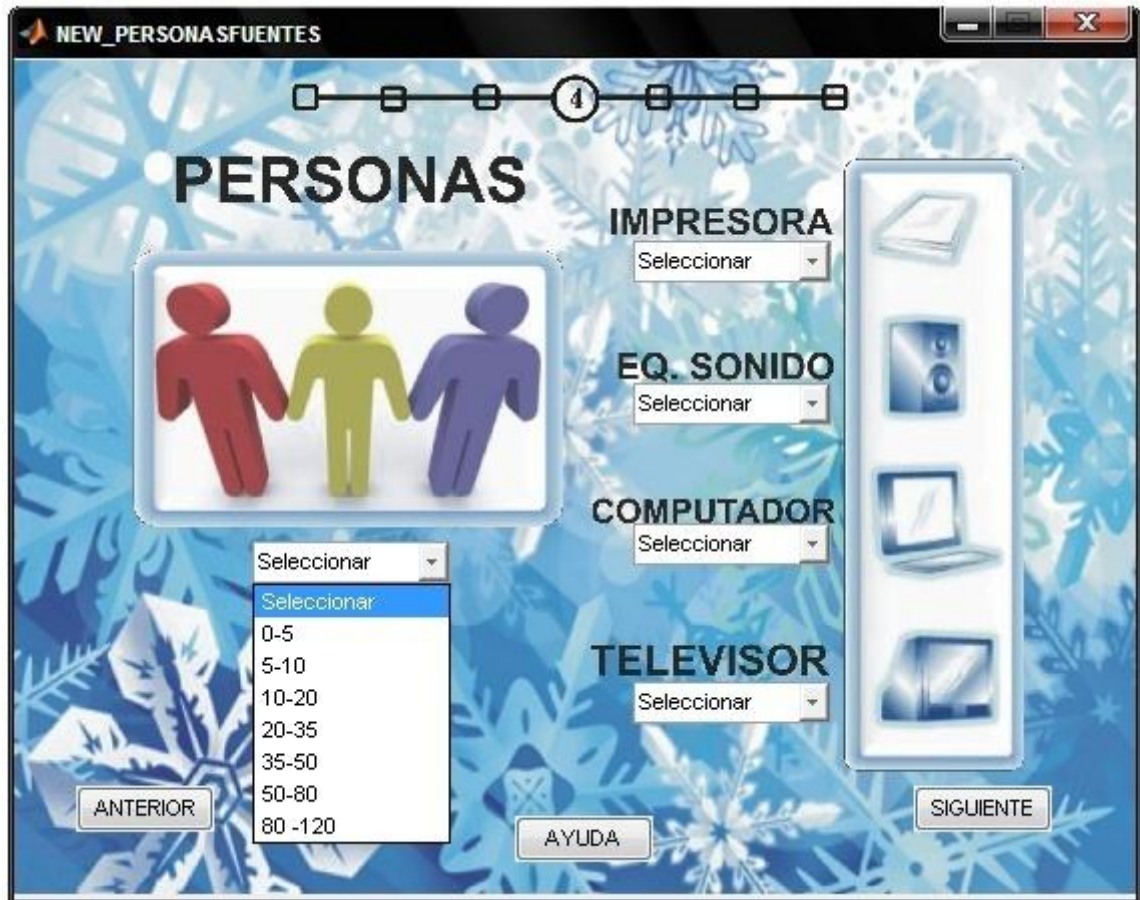 NEW_PERSONASFUENTES
4
PERSONAS
IMPRESORA
Seleccionar
EQ. SONIDO
Seleccionar
COMPUTADOR
Seleccionar
TELEVISOR
Seleccionar
Seleccionar
Seleccionar
0-5
5-10
10-20
20-35
35-50
50-80
80 -120
ANTERIOR
AYUDA
SIGUIENTE